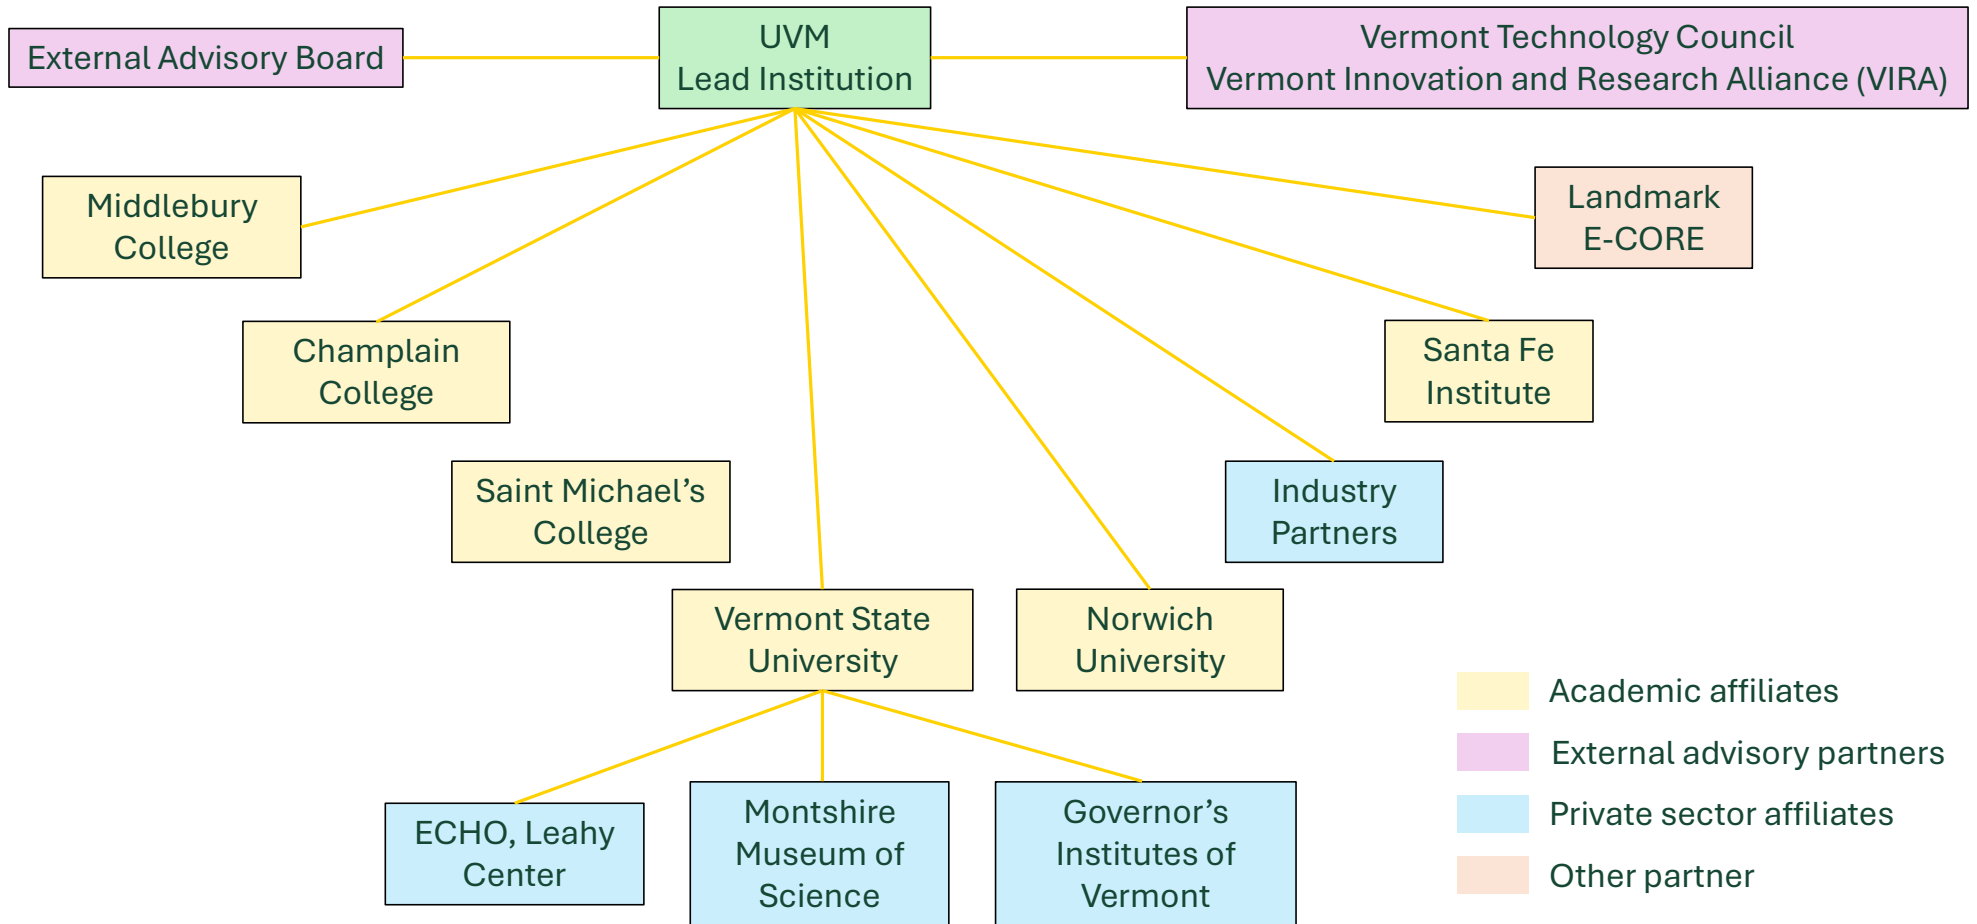 External Advisory Board
UVM
Lead Institution
Vermont Technology Council
Vermont Innovation and Research Alliance (VIRA)
Middlebury
College
Landmark
E-CORE
Champlain
College
Santa Fe
Institute
Saint Michael’s
College
Industry
Partners
Vermont State
University
Norwich
University
ECHO, Leahy
Center
Montshire
Museum of
Science
Governor’s
Institutes of
Vermont
Academic affiliates
External advisory partners
Private sector affiliates
Other partner